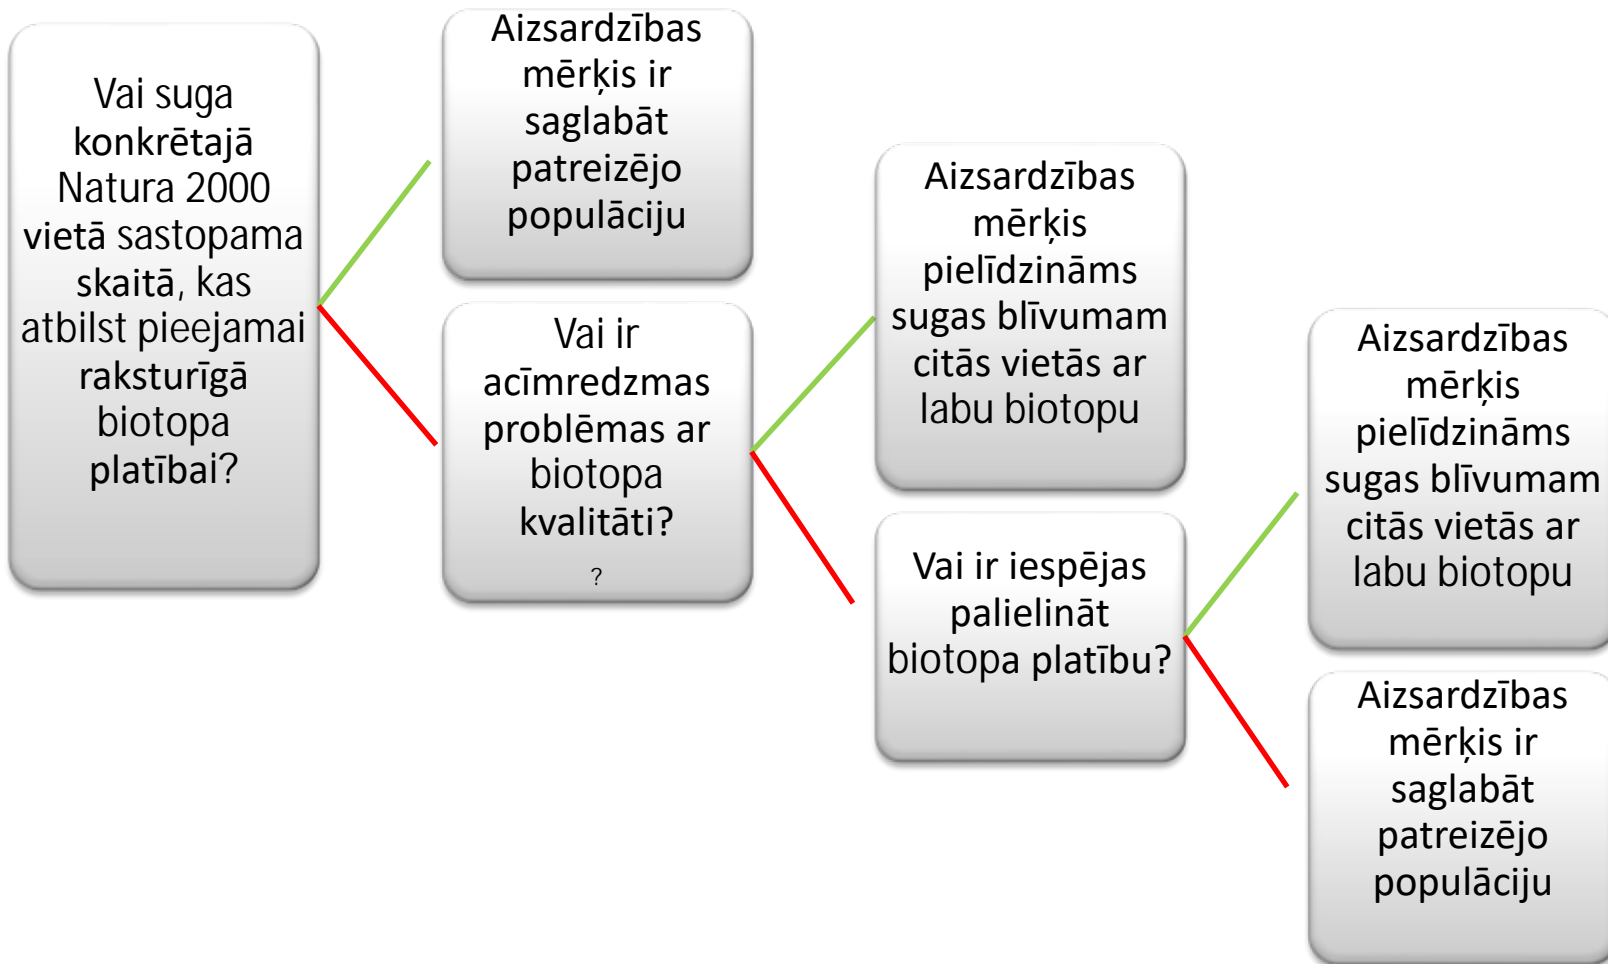 Vai suga
konkrētajā
Natura 2000
vietā sastopama
skaitā, kas
atbilst pieejamai
raksturīgā
biotopa
platībai?
Aizsardzības
mērķis ir
saglabāt
patreizējo
populāciju
Vai ir
acīmredzmas
problēmas ar
biotopa
kvalitāti?
?
Aizsardzības
mērķis
pielīdzināms
sugas blīvumam
citās vietās ar
labu biotopu
Vai ir iespējas
palielināt
biotopa platību?
Aizsardzības
mērķis
pielīdzināms
sugas blīvumam
citās vietās ar
labu biotopu
Aizsardzības
mērķis ir
saglabāt
patreizējo
populāciju